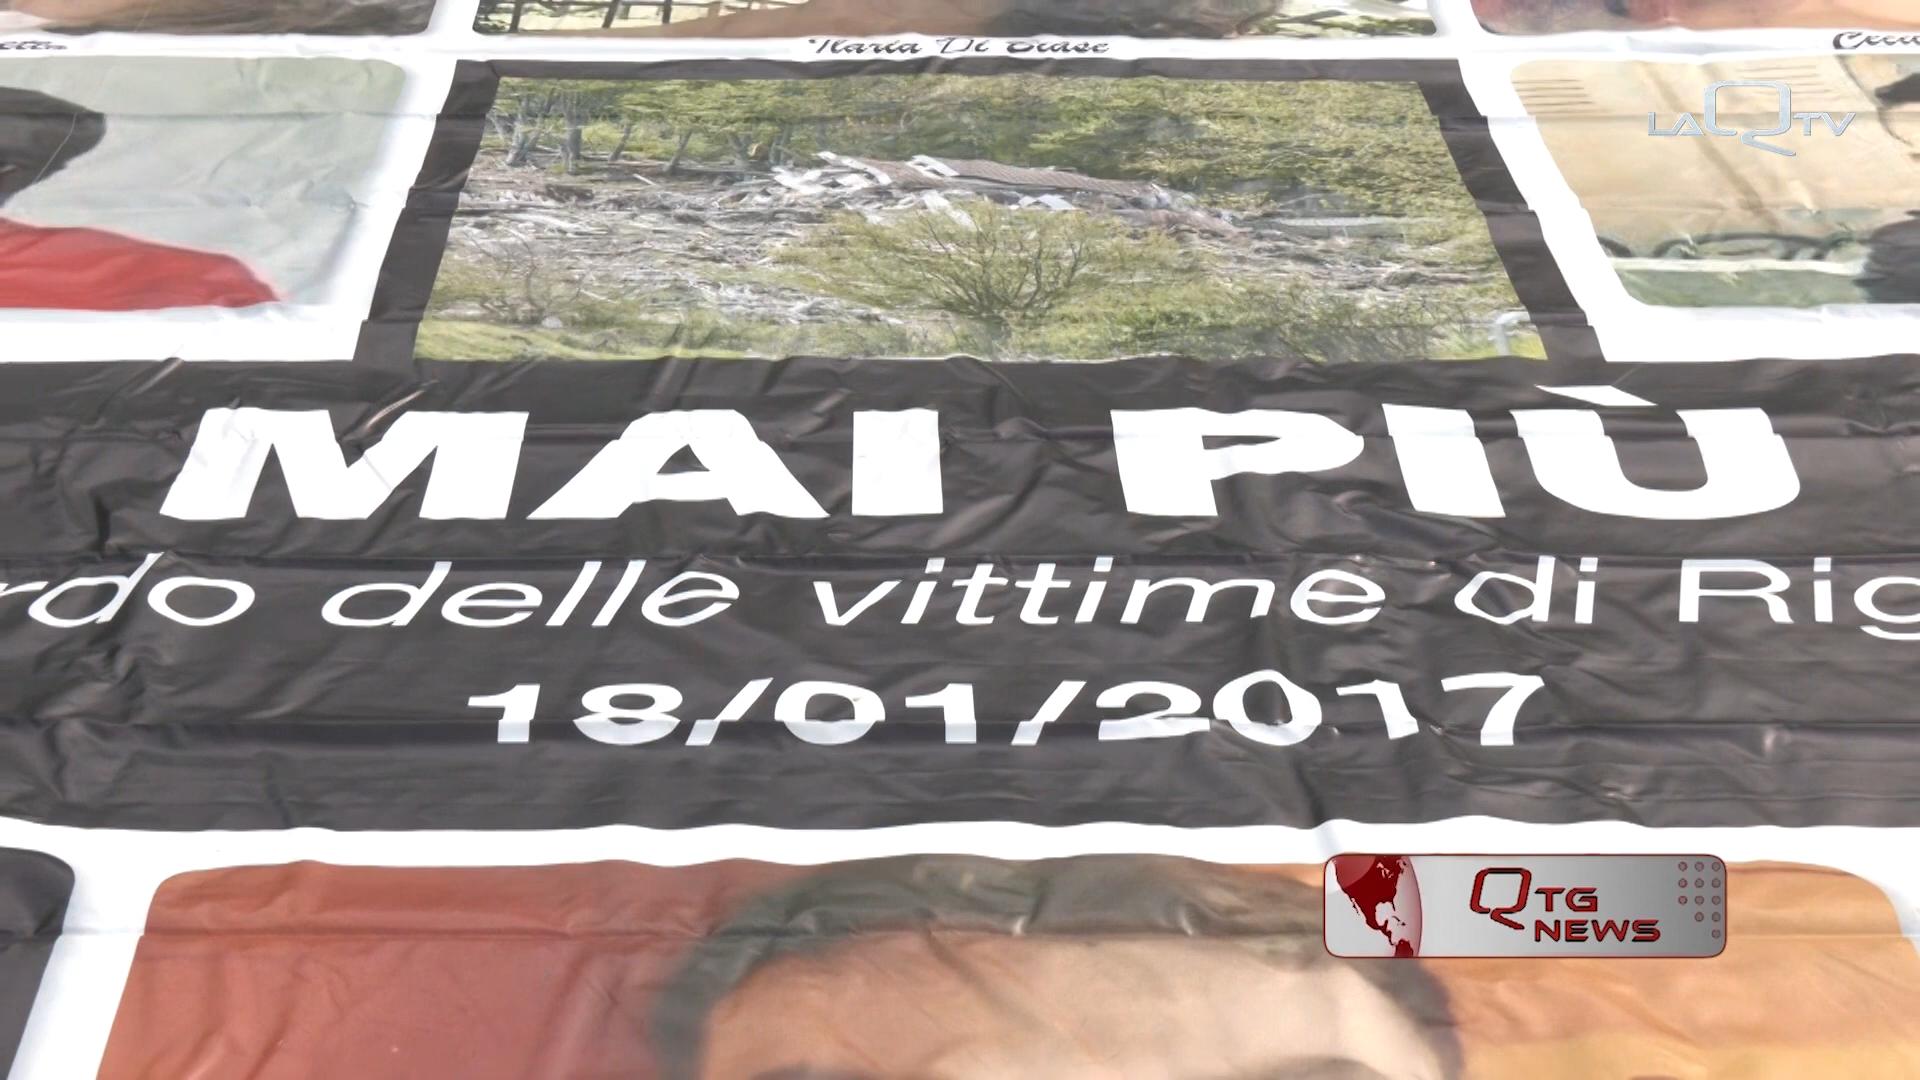 Ilaria Di Biase
LAQTV
MAI PIÙ
rdo delle vittime di Rig
18/01/2017
QTG
NEWS